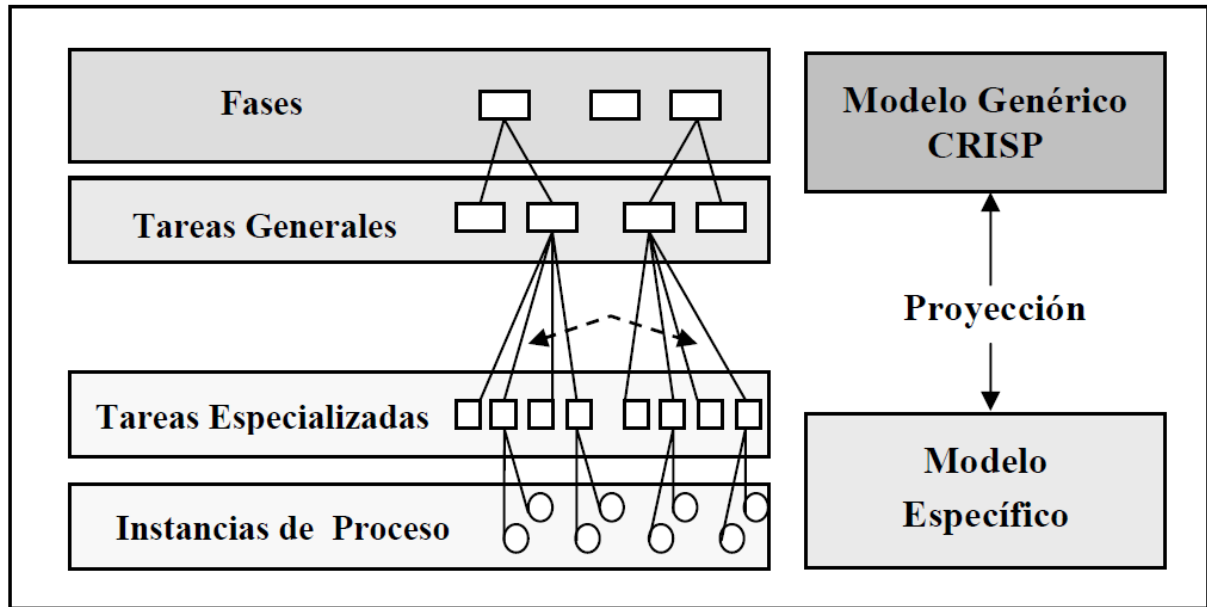 Fases
Tareas Generales
Tareas Especializadas
Instancias de Proceso
Modelo Genérico
CRISP
Proyección
Modelo
Específico